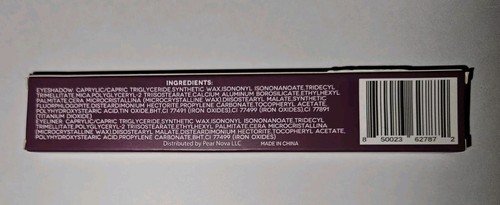 INGREDIENTS:
EYESHADOW CAPRYLIC/CAPRIC TRIGLYCERIDE,SYNTHETIC WAX,ISONONYL ISONONANOATE,TRIDECYL
TRIMELLITATE,MICA,POLYGLYCERYL-2 TRIISOSTEARATE,CALCIUM ALUMINUM BOROSILICATE,ETHYLHEXYL
PALMITATE,CERA MICROCRISTALLINA (MICROCRYSTALLINE WAX),DIISOSTEARYL MALATE,SYNTHETIC
FLUORPHLOGOPITE,DISTEARDIMONIUM HECTORITE,PROPYLENE CARBONATE,TOCOPHERYL ACETATE,
POLYHYDROXYSTEARIC ACID,TIN OXIDE,BHT,CI 77491 (IRON OXIDES),CI 77499 (IRON OXIDES),CI 77891
(TITANIUM DIOXIDE)
EYELINER CAPRYLIC/CAPRIC TRIGLYCERIDE,SYNTHETIC WAX,ISONONYL ISONONANOATE,TRIDECYL
TRIMELLITATE,POLYGLYCERYL-2 TRIISOSTEARATE,ETHYLHEXYL PALMITATE,CERA MICROCRISTALLINA
(MICROCRYSTALLINE WAX),DIISOSTEARYL MALATE,DISTEARDIMONIUM HECTORITE,TOCOPHERYL ACETATE,
POLYHYDROXYSTEARIC ACID,PROPYLENE CARBONATE,BHT,CI 77499 (IRON OXIDES)
Distributed by Pear Nova LLC MADE IN CHINA
8 50023 62787 2